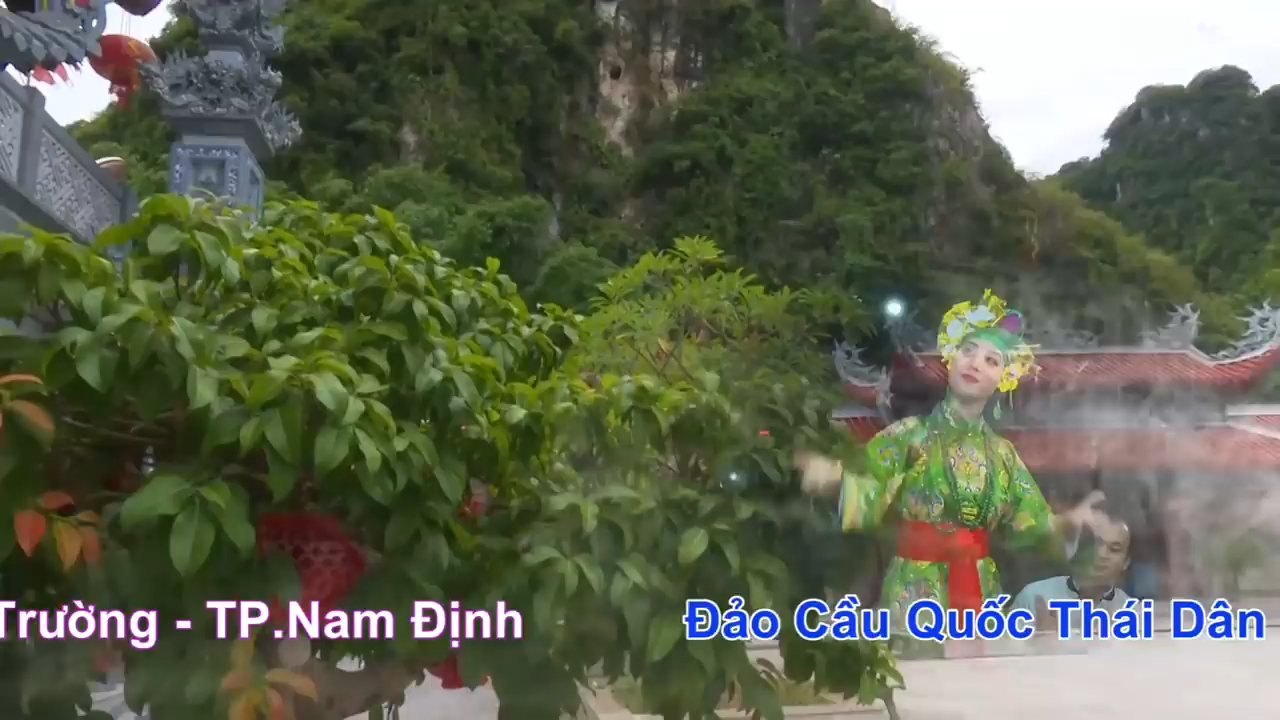 Trường - TP.Nam Định
Đảo Cầu Quốc Thái Dân